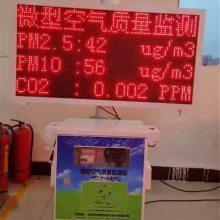 微型空气质量监测
PM2.5:42 ug/m3
PM10 :56 ug/m3
CO2 : 0.002 PPM
微型空气质量监测站